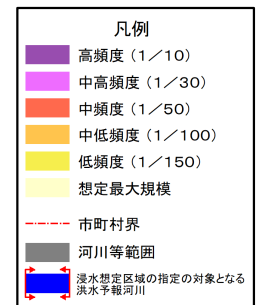 凡例
高頻度（1／10）
中高頻度（1／30）
中頻度（1／50）
中低頻度（1／100）
低頻度（1／150）
想定最大規模
市町村界
河川等範囲
浸水想定区域の指定の対象となる
洪水予報河川